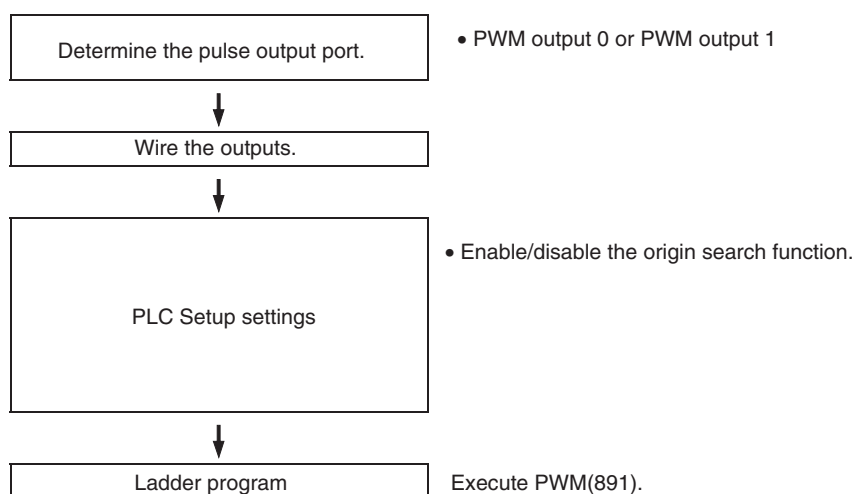 Determine the pulse output port.
• PWM output 0 or PWM output 1
Wire the outputs.
• Enable/disable the origin search function.
PLC Setup settings
Ladder program
Execute PWM(891).